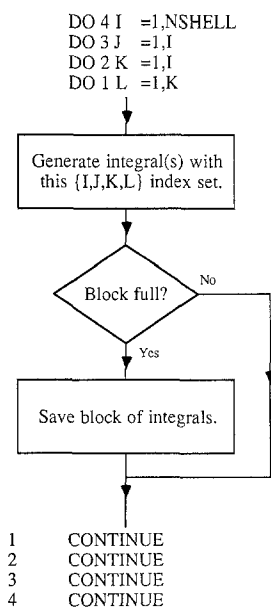 DO 4 I =1,NSHELL
DO 3 J =1,I
DO 2 K =1,I
DO 1 L =1,K
Generate integral(s) with
this {I,J,K,L} index set.
Block full?
No
Yes
Save block of integrals.
1 CONTINUE
2 CONTINUE
3 CONTINUE
4 CONTINUE